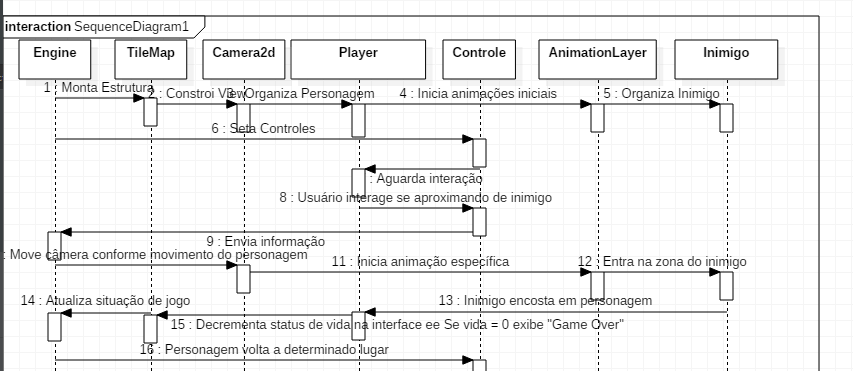 interaction SequenceDiagram1
Engine
TileMap
Camera2d
Player
Controle
AnimationLayer
Inimigo
1 : Monta Estrutura
2 : Constroi View
3 : Organiza Personagem
4 : Inicia animações iniciais
5 : Organiza Inimigo
6 : Seta Controles
: Aguarda interação
8 : Usuário interage se aproximando de inimigo
9 : Envia informação
: Move câmera conforme movimento do personagem
11 : Inicia animação específica
12 : Entra na zona do inimigo
14 : Atualiza situação de jogo
13 : Inimigo encosta em personagem
15 : Decrementa status de vida na interface ee Se vida = 0 exibe "Game Over"
16 : Personagem volta a determinado lugar